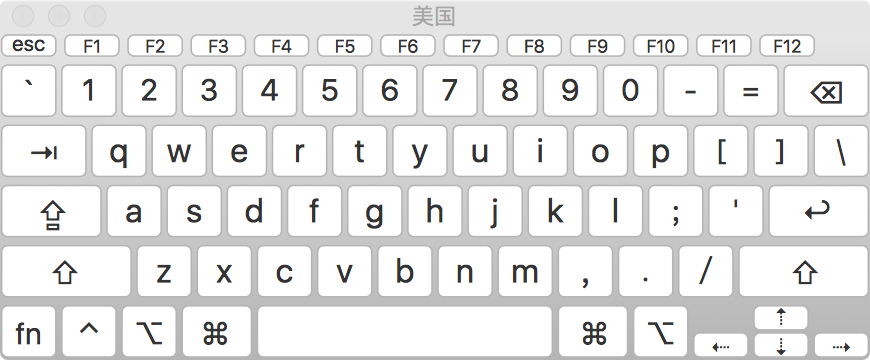 美国
esc F1 F2 F3 F4 F5 F6 F7 F8 F9 F10 F11 F12
` 1 2 3 4 5 6 7 8 9 0 - = ⌫
⇥ q w e r t y u i o p [ ] \
⇪ a s d f g h j k l ; ' ↩
⇧ z x c v b n m , . / ⇧
fn ^ ⌥ ⌘ ⌘ ⌥ ⇠ ⇡ ⇣ ⇢